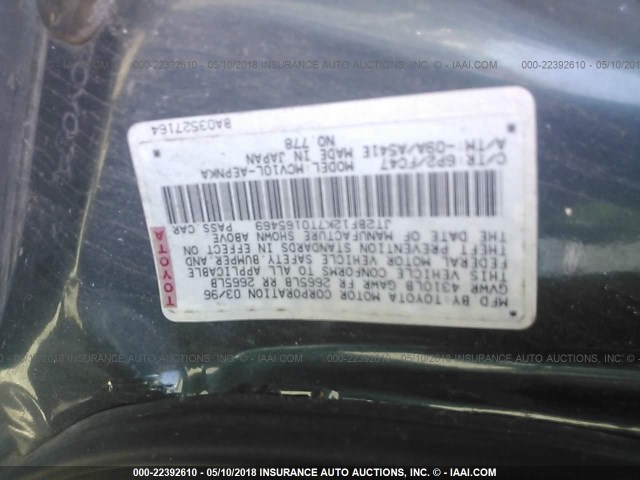 000-22392610 - 05/10/2018 INSURANCE AUTO AUCTIONS, INC. - © WWW.IAAI.COM
MFD BY:TOYOTA MOTOR CORPORATION 03/96
GVWR 4310LB GAWR FR 2665LB RR 2665LB
THIS VEHICLE CONFORMS TO ALL APPLICABLE
FEDERAL MOTOR VEHICLE SAFETY,BUMPER AND
THEFT PREVENTION STANDARDS IN EFFECT ON
THE DATE OF MANUFACTURE SHOWN ABOVE
JT2BF12K7T0165469 PASS.CAR
TOYOTA
MODEL MCV10L-AEPNKA
C/TR 6P2/FC47 MADE IN JAPAN
A/TM -09A/A541E NO.778
8A03527164
000-22392610 - 05/10/2018 INSURANCE AUTO AUCTIONS, INC. - © WWW.IAAI.COM